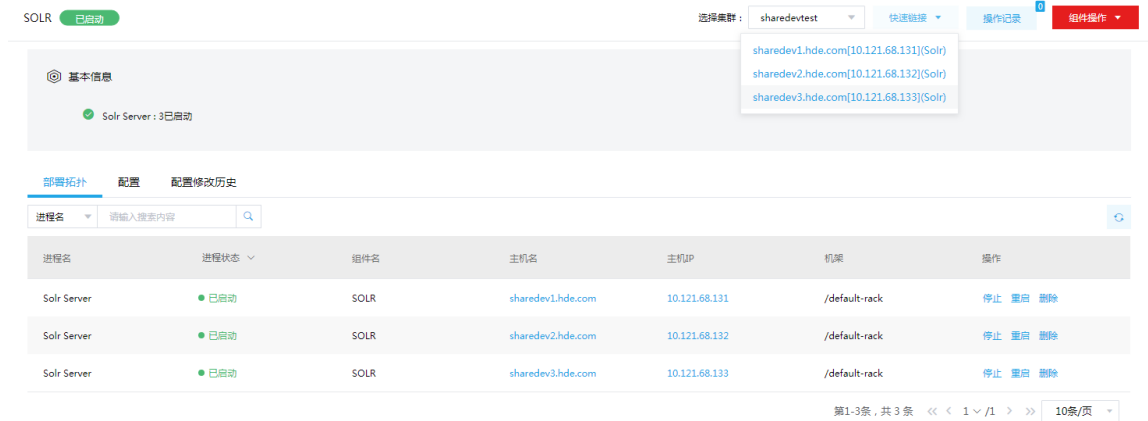 SOLR 已启动 选择集群： sharedevtest 快速链接 操作记录 0 组件操作
sharedev1.hde.com[10.121.68.131](Solr)
sharedev2.hde.com[10.121.68.132](Solr)
sharedev3.hde.com[10.121.68.133](Solr)
基本信息
Solr Server : 3已启动
部署拓扑 配置 配置修改历史
进程名 请输入搜索内容
进程名 进程状态 组件名 主机名 主机IP 机架 操作
Solr Server 已启动 SOLR sharedev1.hde.com 10.121.68.131 /default-rack 停止 重启 删除
Solr Server 已启动 SOLR sharedev2.hde.com 10.121.68.132 /default-rack 停止 重启 删除
Solr Server 已启动 SOLR sharedev3.hde.com 10.121.68.133 /default-rack 停止 重启 删除
第1-3条，共 3 条 1 /1 10条/页